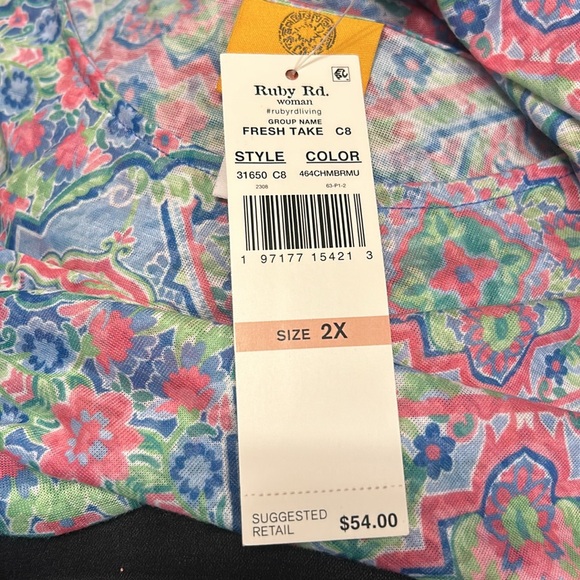 Ruby Rd.
woman
#rubyrdliving
GROUP NAME
FRESH TAKE C8
STYLE COLOR
31650 C8 464CHMBRMU
2308 63-P1-2
1 97177 15421 3
SIZE 2X
SUGGESTED
RETAIL $54.00